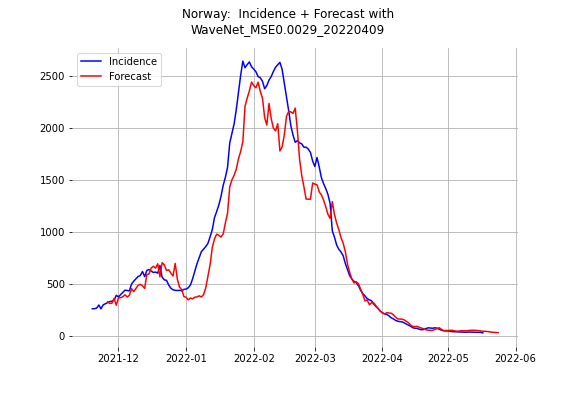 Norway:  Incidence + Forecast with
WaveNet_MSE0.0029_20220409
Incidence
Forecast
2500
2000
1500
1000
500
0
2021-12 2022-01 2022-02 2022-03 2022-04 2022-05 2022-06